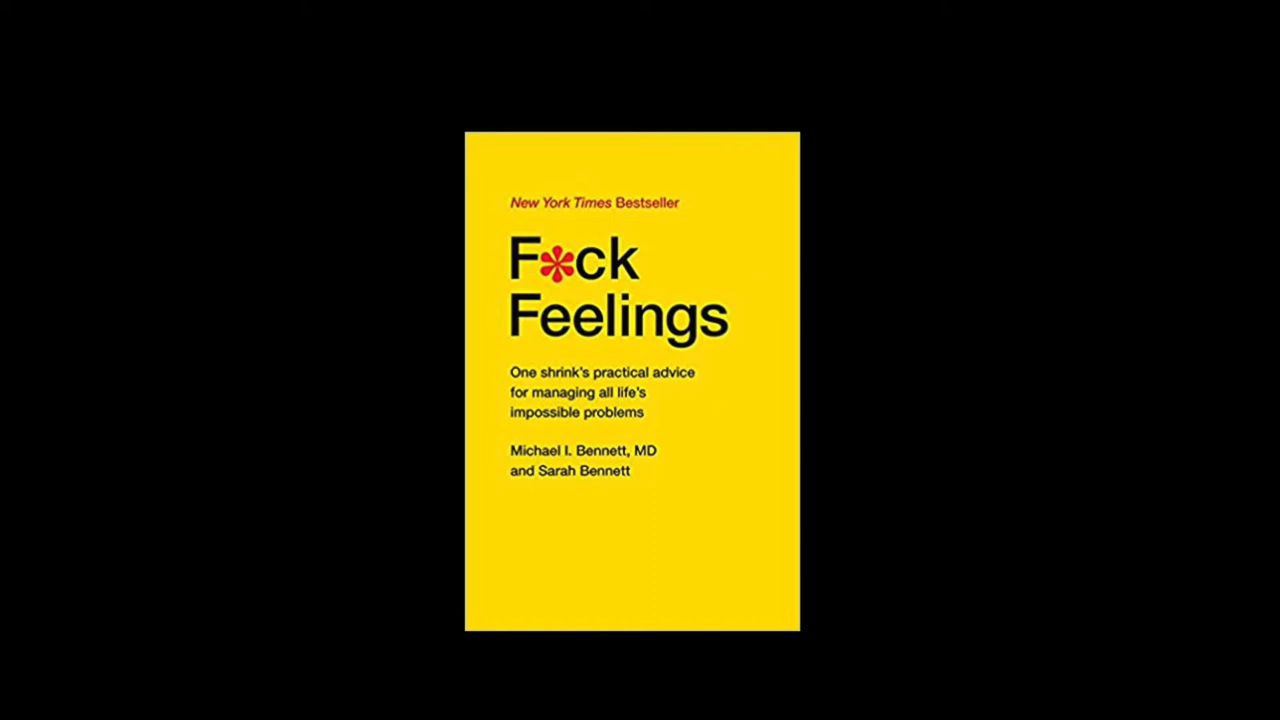 New York Times Bestseller
F*ck
Feelings
One shrink's practical advice
for managing all life's
impossible problems
Michael I. Bennett, MD
and Sarah Bennett